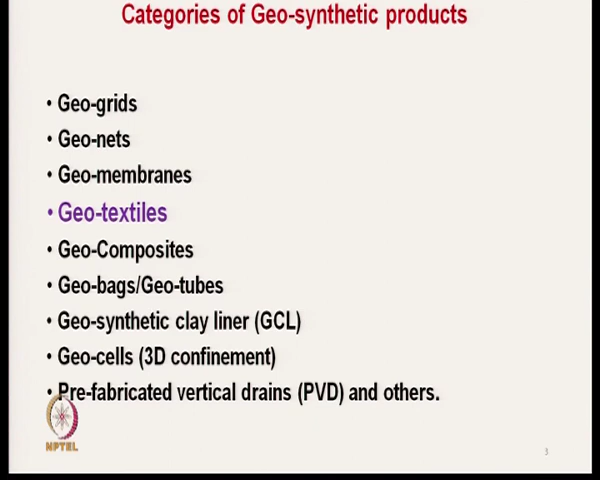 Categories of Geo-synthetic products
• Geo-grids
• Geo-nets
• Geo-membranes
• Geo-textiles
• Geo-Composites
• Geo-bags/Geo-tubes
• Geo-synthetic clay liner (GCL)
• Geo-cells (3D confinement)
• Pre-fabricated vertical drains (PVD) and others.
NPTEL
3